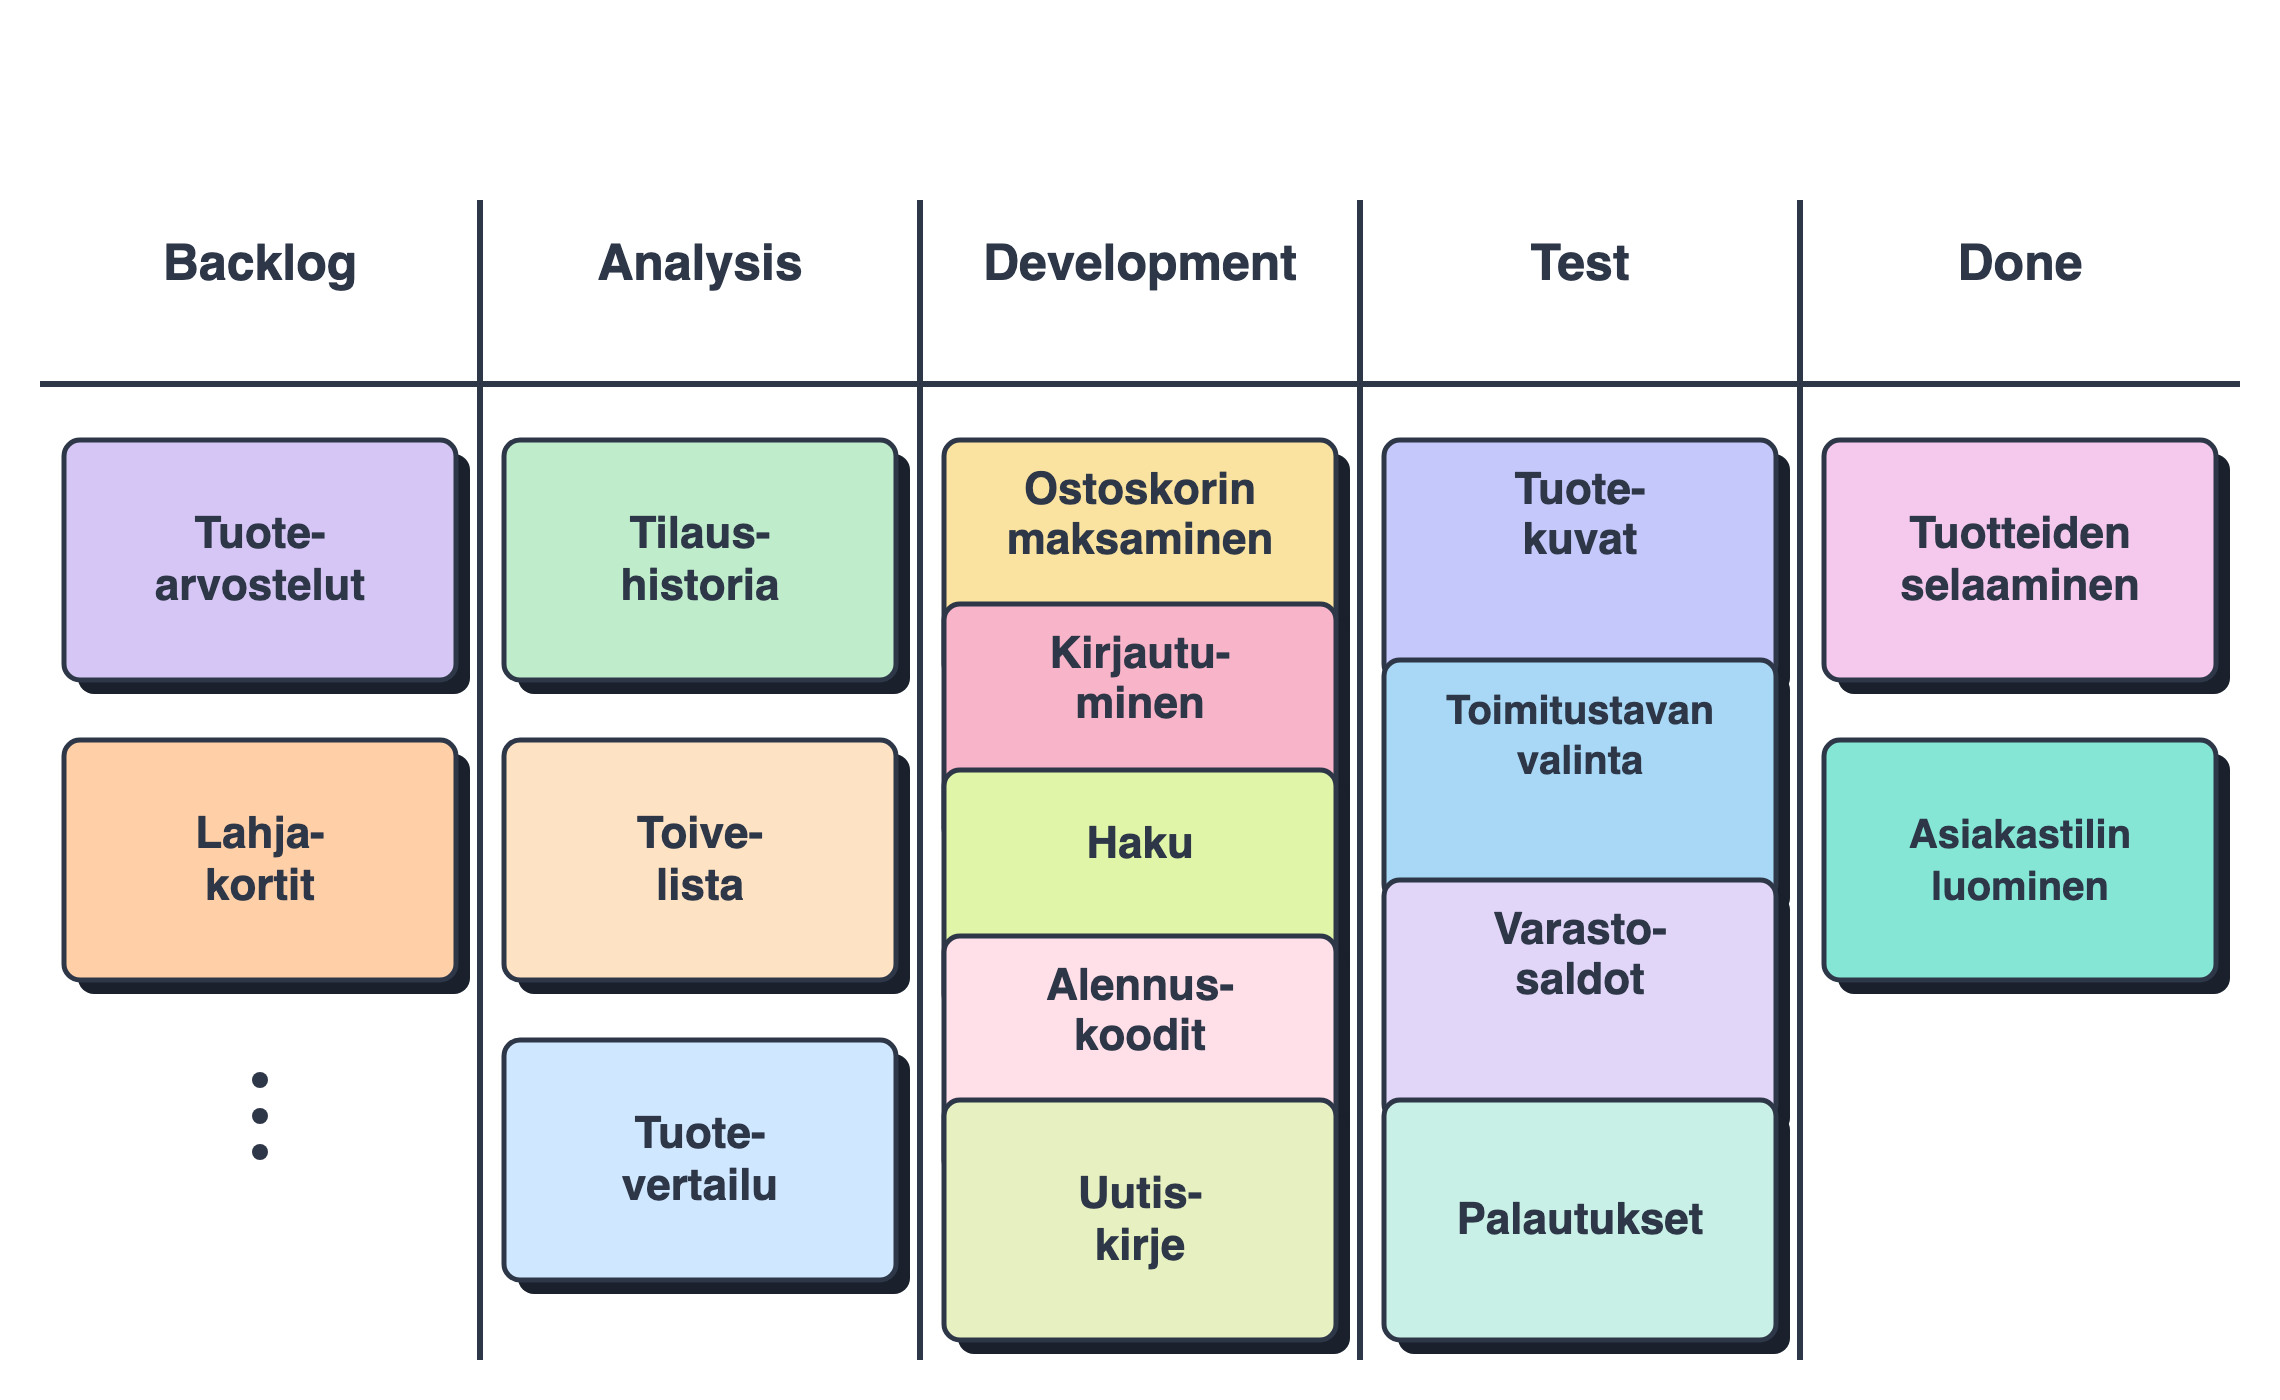 Backlog
Analysis
Development
Test
Done
Tuote-
arvostelut
Lahja-
kortit
Tilaus-
historia
Toive-
lista
Tuote-
vertailu
Ostoskorin
maksaminen
Kirjautu-
minen
Haku
Alennus-
koodit
Uutis-
kirje
Tuote-
kuvat
Toimitustavan
valinta
Varasto-
saldot
Palautukset
Tuotteiden
selaaminen
Asiakastilin
luominen